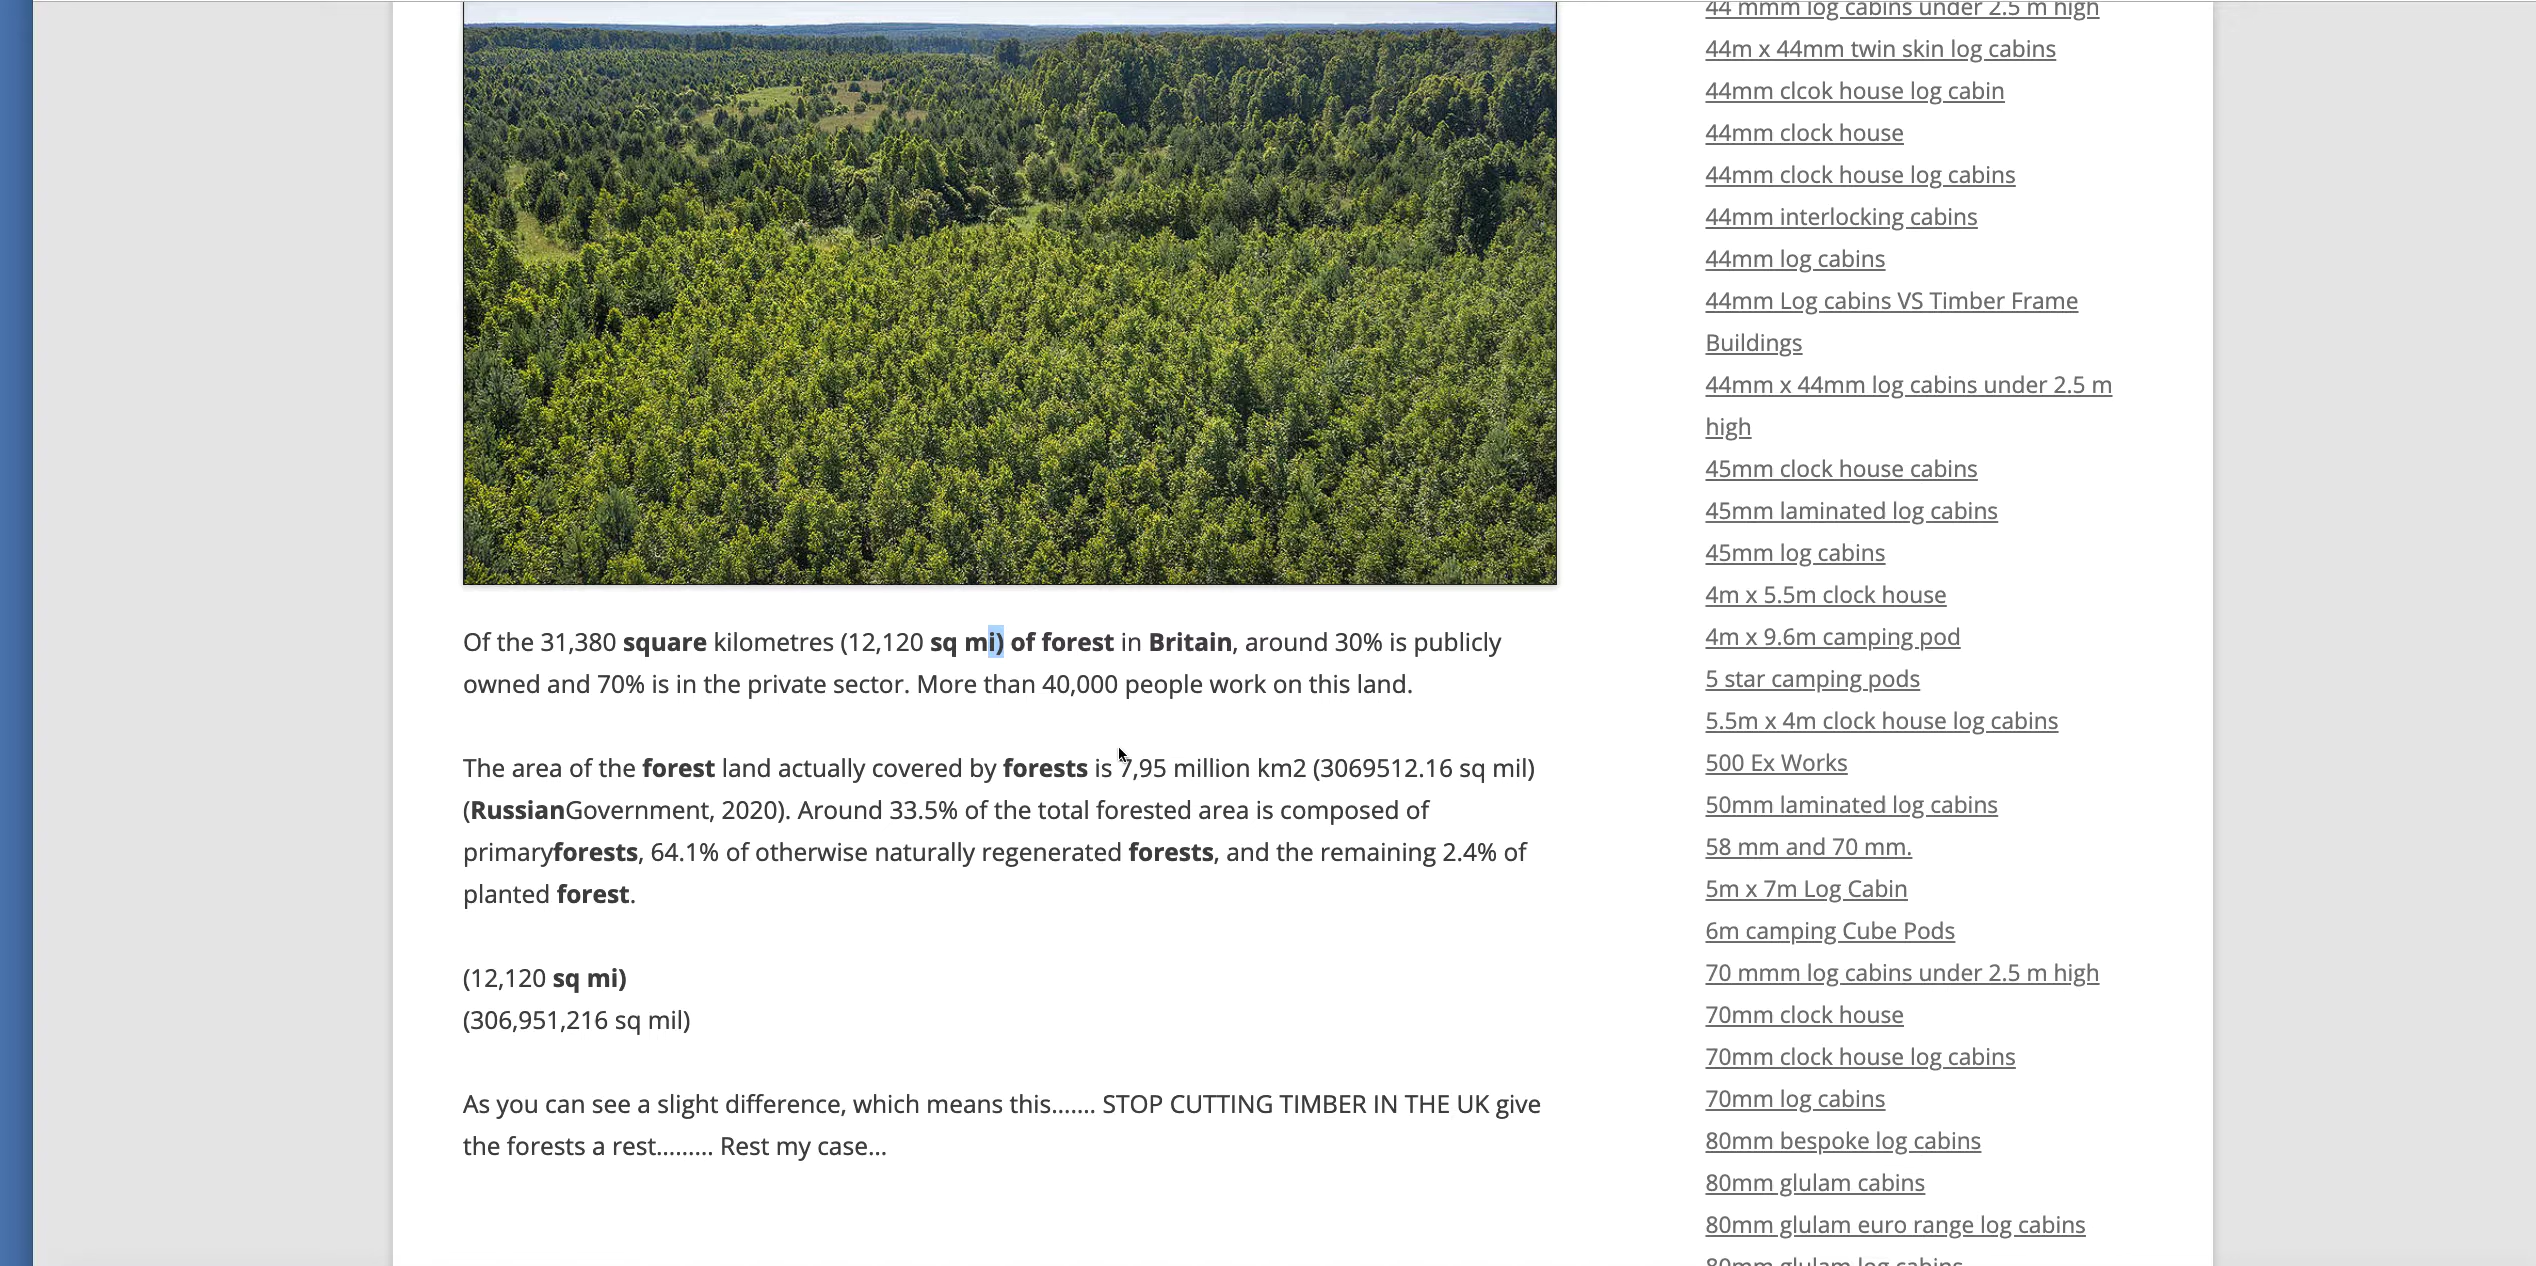 Of the 31,380 square kilometres (12,120 sq mi) of forest in Britain, around 30% is publicly
owned and 70% is in the private sector. More than 40,000 people work on this land.
The area of the forest land actually covered by forests is 7,95 million km2 (3069512.16 sq mil)
(RussianGovernment, 2020). Around 33.5% of the total forested area is composed of
primaryforests, 64.1% of otherwise naturally regenerated forests, and the remaining 2.4% of
planted forest.
(12,120 sq mi)
(306,951,216 sq mil)
As you can see a slight difference, which means this....... STOP CUTTING TIMBER IN THE UK give
the forests a rest......... Rest my case...
44 mmm log cabins under 2.5 m high
44m x 44mm twin skin log cabins
44mm clcok house log cabin
44mm clock house
44mm clock house log cabins
44mm interlocking cabins
44mm log cabins
44mm Log cabins VS Timber Frame
Buildings
44mm x 44mm log cabins under 2.5 m
high
45mm clock house cabins
45mm laminated log cabins
45mm log cabins
4m x 5.5m clock house
4m x 9.6m camping pod
5 star camping pods
5.5m x 4m clock house log cabins
500 Ex Works
50mm laminated log cabins
58 mm and 70 mm.
5m x 7m Log Cabin
6m camping Cube Pods
70 mmm log cabins under 2.5 m high
70mm clock house
70mm clock house log cabins
70mm log cabins
80mm bespoke log cabins
80mm glulam cabins
80mm glulam euro range log cabins
80mm glulam log cabins